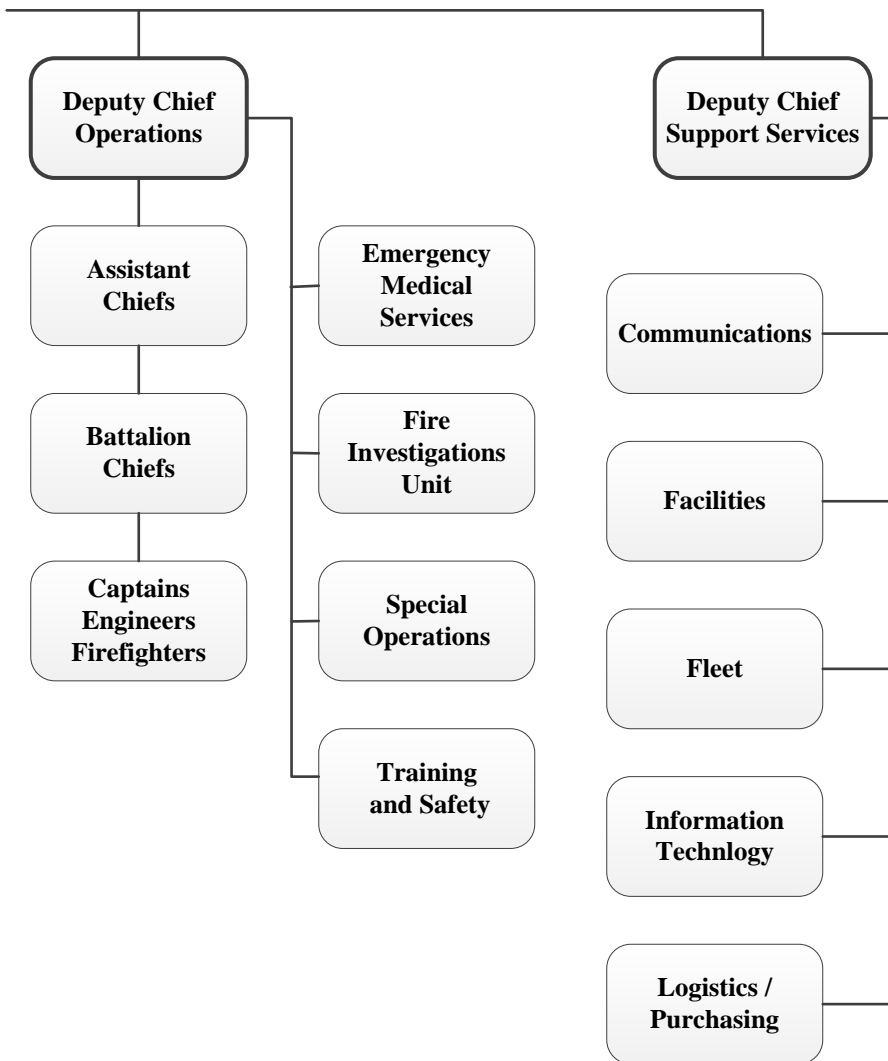 Deputy Chief
Operations
Deputy Chief
Support Services
Assistant
Chiefs
Emergency
Medical
Services
Communications
Battalion
Chiefs
Fire
Investigations
Unit
Facilities
Captains
Engineers
Firefighters
Special
Operations
Fleet
Training
and Safety
Information
Technlogy
Logistics /
Purchasing